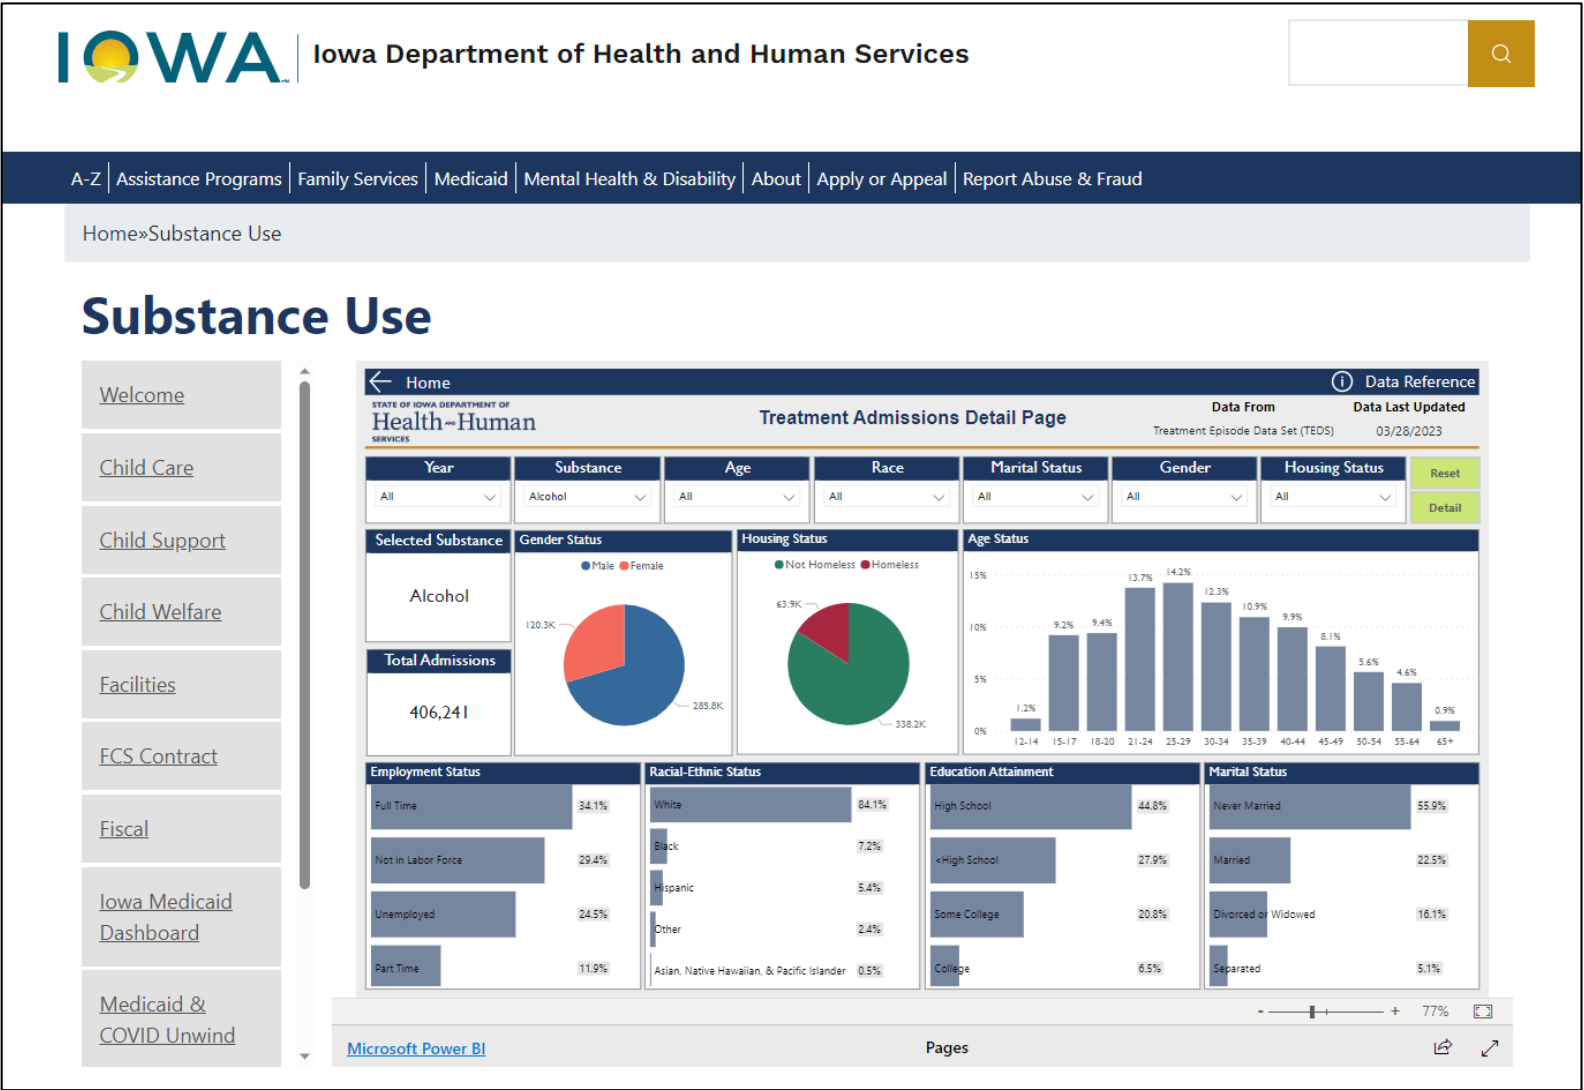 IOWA
Iowa Department of Health and Human Services
A-Z | Assistance Programs | Family Services | Medicaid | Mental Health & Disability | About | Apply or Appeal | Report Abuse & Fraud
Home»Substance Use
Substance Use
Welcome
Child Care
Child Support
Child Welfare
Facilities
FCS Contract
Fiscal
Iowa Medicaid
Dashboard
Medicaid &
COVID Unwind
Home
Data Reference
STATE OF IOWA DEPARTMENT OF
Health AND Human
SERVICES
Treatment Admissions Detail Page
Data From
Treatment Episode Data Set (TEDS)
Data Last Updated
03/28/2023
Year
All
Substance
Alcohol
Age
All
Race
All
Marital Status
All
Gender
All
Housing Status
All
Reset
Detail
Selected Substance
Alcohol
Total Admissions
406,241
Gender Status
Male Female
120.3K
285.8K
Housing Status
Not Homeless Homeless
63.9K
338.2K
Age Status
15%
10%
5%
0%
1.2% 9.2% 9.4% 13.7% 14.2% 12.3% 10.9% 9.9% 8.1% 5.6% 4.6% 0.9%
12-14 15-17 18-20 21-24 25-29 30-34 35-39 40-44 45-49 50-54 55-64 65+
Employment Status
Full Time 34.1%
Not in Labor Force 29.4%
Unemployed 24.5%
Part Time 11.9%
Racial-Ethnic Status
White 84.1%
Black 7.2%
Hispanic 5.4%
Other 2.4%
Asian, Native Hawaiian, & Pacific Islander 0.5%
Education Attainment
High School 44.8%
<High School 27.9%
Some College 20.8%
College 6.5%
Marital Status
Never Married 55.9%
Married 22.5%
Divorced or Widowed 16.1%
Separated 5.1%
- + 77%
Microsoft Power BI
Pages